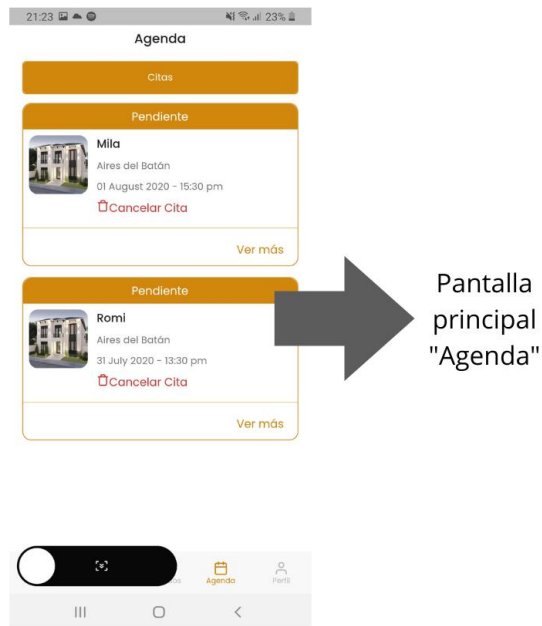 21:23 23%
Agenda
Citas
Pendiente
Mila
Aires del Batán
01 August 2020 - 15:30 pm
Cancelar Cita
Ver más
Pendiente
Romi
Aires del Batán
31 July 2020 - 13:30 pm
Cancelar Cita
Ver más
Pantalla
principal
"Agenda"
Agenda Perfil